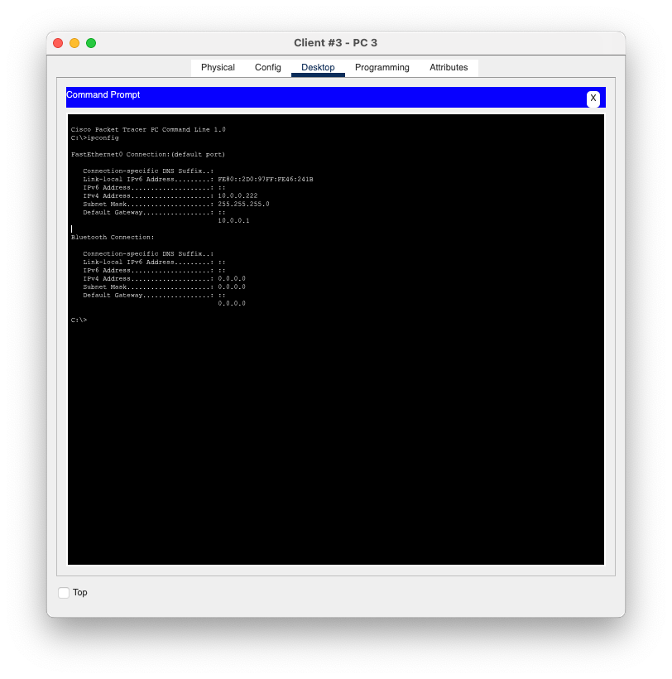 Client #3 - PC 3
Physical Config Desktop Programming Attributes
Command Prompt
X
Cisco Packet Tracer PC Command Line 1.0
C:\>ipconfig
FastEthernet0 Connection:(default port)
Connection-specific DNS Suffix..:
Link-local IPv6 Address.........: FE80::2D0:97FF:FE46:241B
IPv6 Address....................: ::
IPv4 Address....................: 10.0.0.222
Subnet Mask.....................: 255.255.255.0
Default Gateway.................: ::
10.0.0.1
Bluetooth Connection:
Connection-specific DNS Suffix..:
Link-local IPv6 Address.........: ::
IPv6 Address....................: ::
IPv4 Address....................: 0.0.0.0
Subnet Mask.....................: 0.0.0.0
Default Gateway.................: ::
0.0.0.0
C:\>
Top